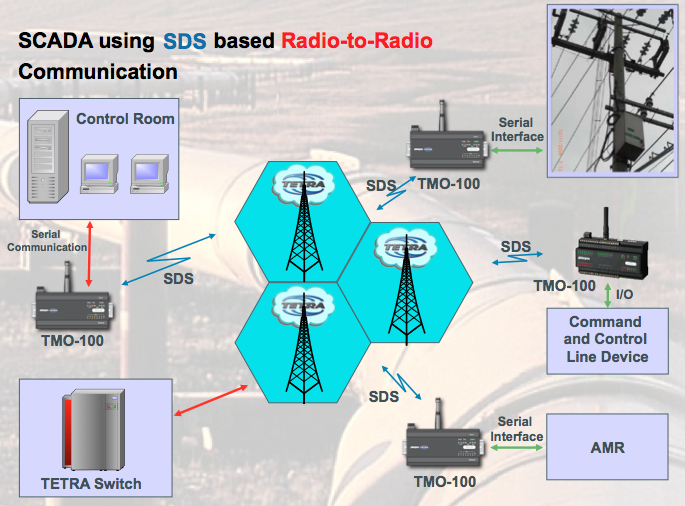 SCADA using SDS based Radio-to-Radio
Communication
Control Room
Serial
Communication
SDS
TMO-100
TETRA Switch
TETRA
TETRA
TETRA
SDS
TMO-100
Serial
Interface
SDS
TMO-100
I/O
Command
and Control
Line Device
SDS
TMO-100
Serial
Interface
AMR